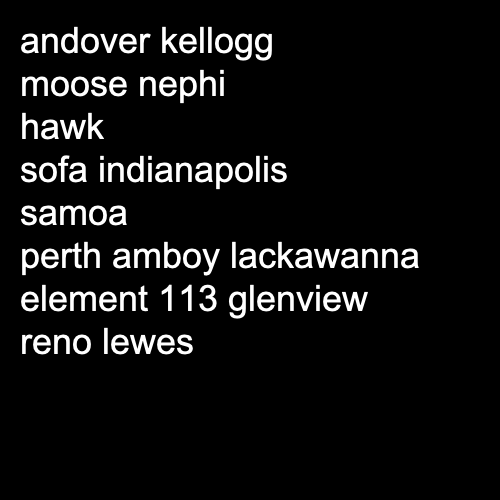 andover kellogg
moose nephi
hawk
sofa indianapolis
samoa
perth amboy lackawanna
element 113 glenview
reno lewes